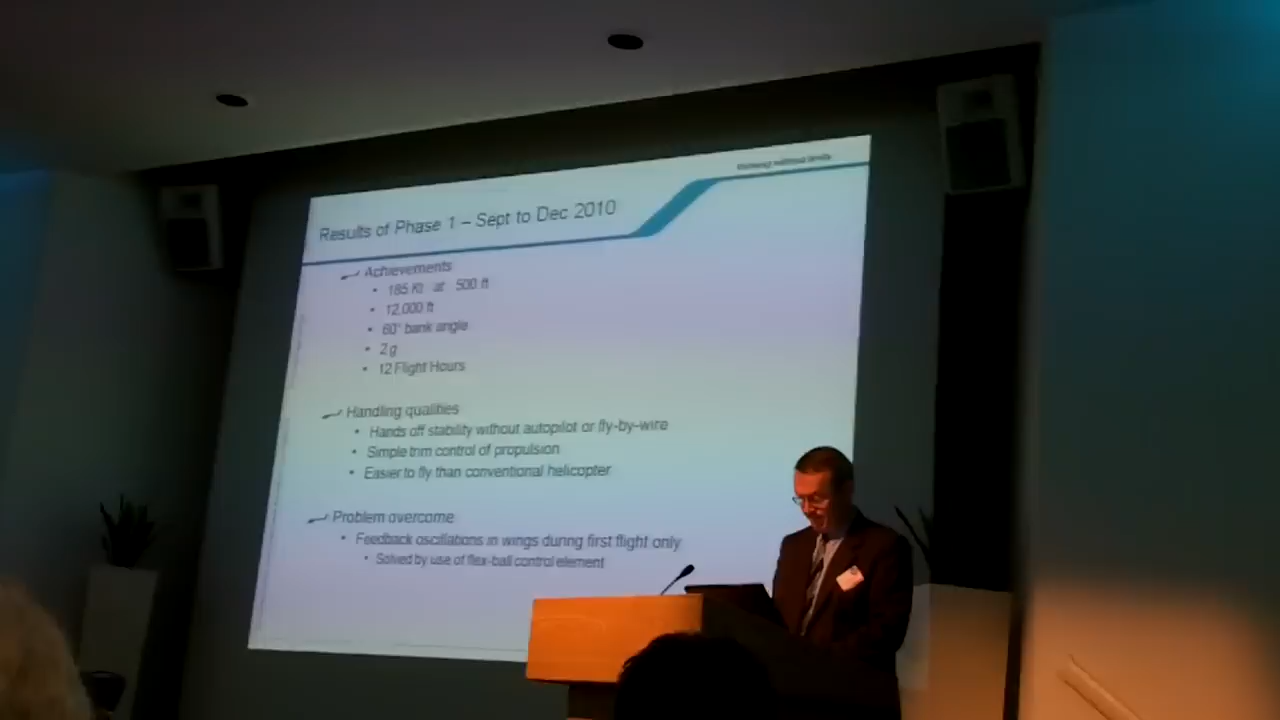 thinking without limits
Results of Phase 1 – Sept to Dec 2010
Achievements
• 185 Kt at 500 ft
• 12,000 ft
• 60° bank angle
• 2 g
• 12 Flight Hours
Handling qualities
• Hands off stability without autopilot or fly-by-wire
• Simple trim control of propulsion
• Easier to fly than conventional helicopter
Problem overcome
• Feedback oscillations in wings during first flight only
• Solved by use of flex-ball control element